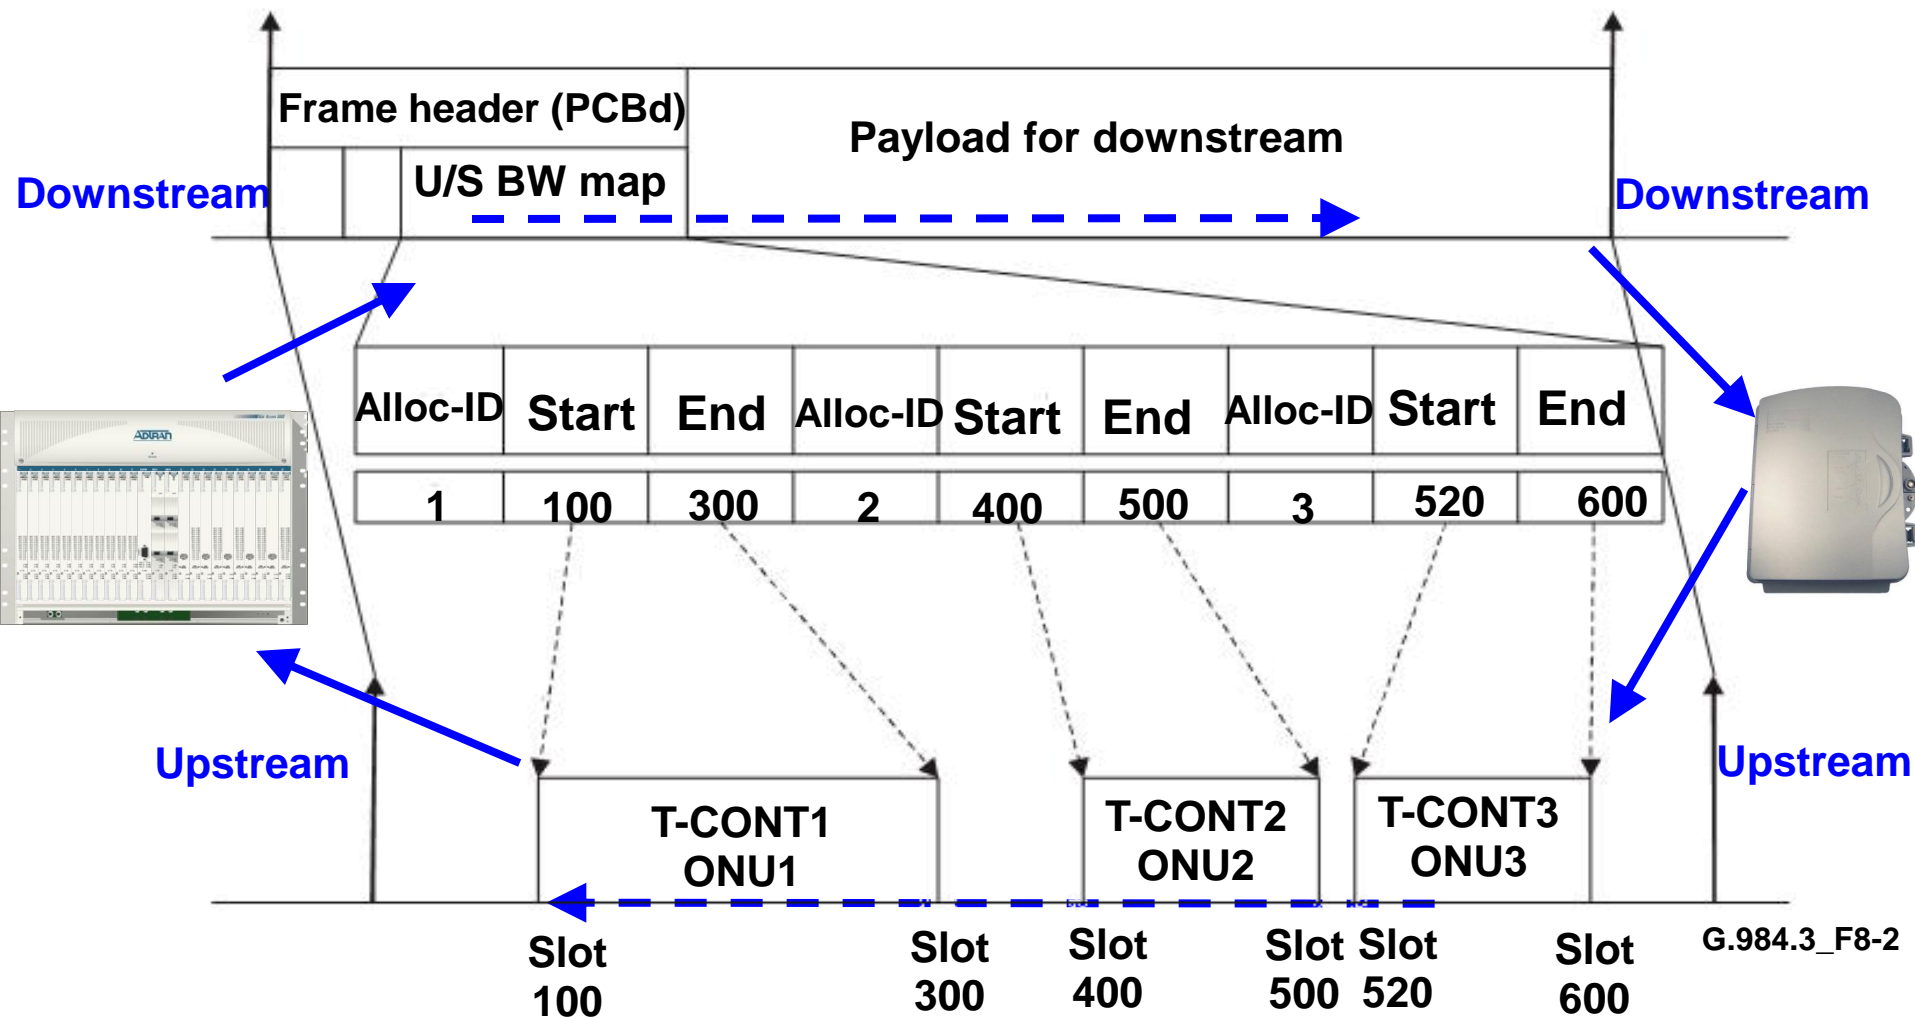 Frame header (PCBd)
Payload for downstream
U/S BW map
Downstream
Downstream
Alloc-ID Start End Alloc-ID Start End Alloc-ID Start End
1 100 300 2 400 500 3 520 600
ADTRAN
Upstream
Upstream
T-CONT1
ONU1
T-CONT2
ONU2
T-CONT3
ONU3
Slot
100
Slot
300
Slot
400
Slot
500
Slot
520
Slot
600
G.984.3_F8-2